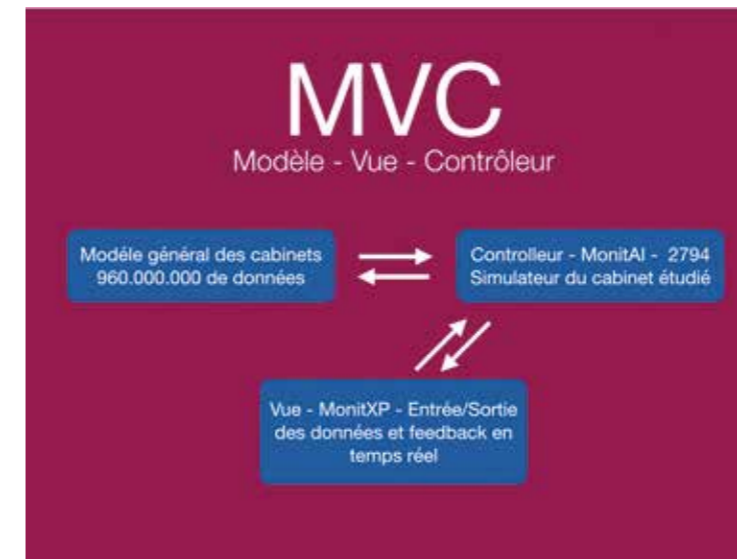 MVC
Modèle - Vue - Contrôleur
Modéle général des cabinets
960.000.000 de données
Controlleur - MonitAI - 2794
Simulateur du cabinet étudié
Vue - MonitXP - Entrée/Sortie
des données et feedback en
temps réel